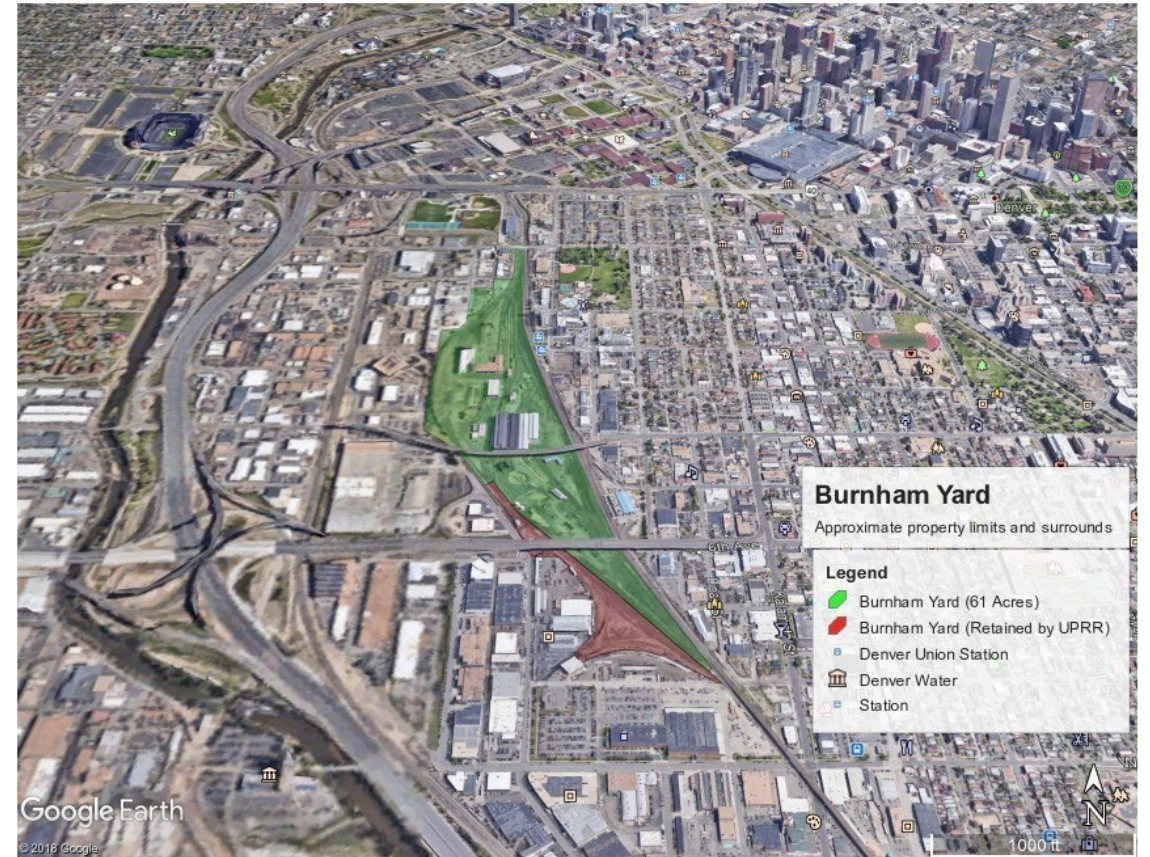 40
Denver
Burnham Yard
Approximate property limits and surrounds
6th Ave
Legend
Burnham Yard (61 Acres)
Burnham Yard (Retained by UPRR)
Denver Union Station
Denver Water
Station
N
Google Earth
1000 ft
© 2018 Google